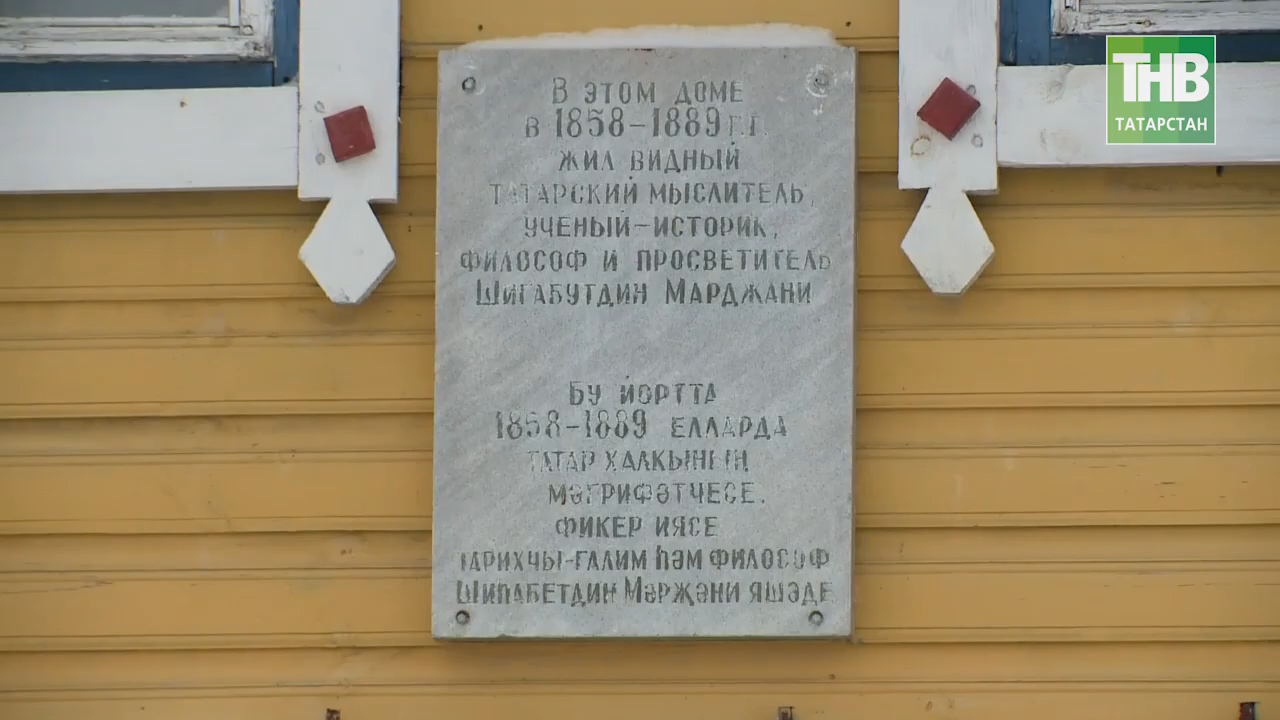 В ЭТОМ ДОМЕ
В 1858-1889 Г.Г.
ЖИЛ ВИДНЫЙ
ТАТАРСКИЙ МЫСЛИТЕЛЬ,
УЧЕНЫЙ-ИСТОРИК,
ФИЛОСОФ И ПРОСВЕТИТЕЛЬ
ШИГАБУТДИН МАРДЖАНИ
БУ ЙОРТТА
1858-1889 ЕЛЛАРДА
ТАТАР ХАЛКЫНЫҢ
МӘГРИФӘТЧЕСЕ,
ФИКЕР ИЯСЕ
ТАРИХЧЫ-ГАЛИМ ҺӘМ ФИЛОСОФ
ШИҺАБЕТДИН МӘРҖӘНИ ЯШӘДЕ
ТНВ
ТАТАРСТАН